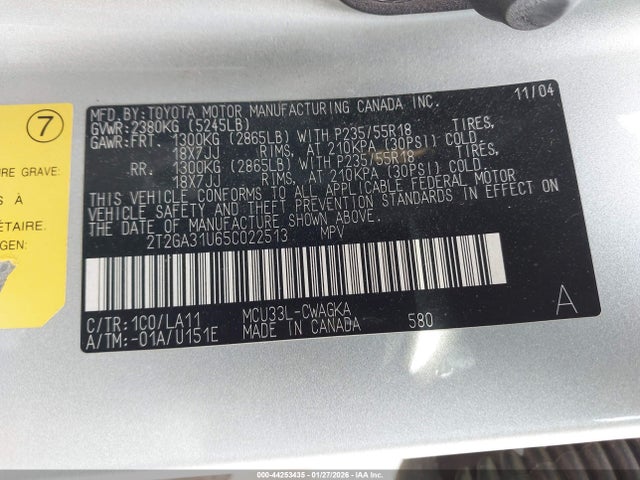 MFD.BY:TOYOTA MOTOR MANUFACTURING CANADA INC. 11/04
GVWR:2380KG (5245LB)
GAWR:FRT. 1300KG (2865LB) WITH P235/55R18 TIRES,
18X7JJ RIMS, AT 210KPA (30PSI) COLD.
RR. 1300KG (2865LB) WITH P235/55R18 TIRES,
18X7JJ RIMS, AT 210KPA (30PSI) COLD.
THIS VEHICLE CONFORMS TO ALL APPLICABLE FEDERAL MOTOR
VEHICLE SAFETY AND THEFT PREVENTION STANDARDS IN EFFECT ON
THE DATE OF MANUFACTURE SHOWN ABOVE.
2T2GA31U65C022513 MPV
C/TR:1C0/LA11 MCU33L-CWAGKA
A/TM:-01A/U151E MADE IN CANADA 580 A
7
URE GRAVE:
S À
ÉTAIRE.
GEN:
000-44253435 - 01/27/2026 - IAA Inc.